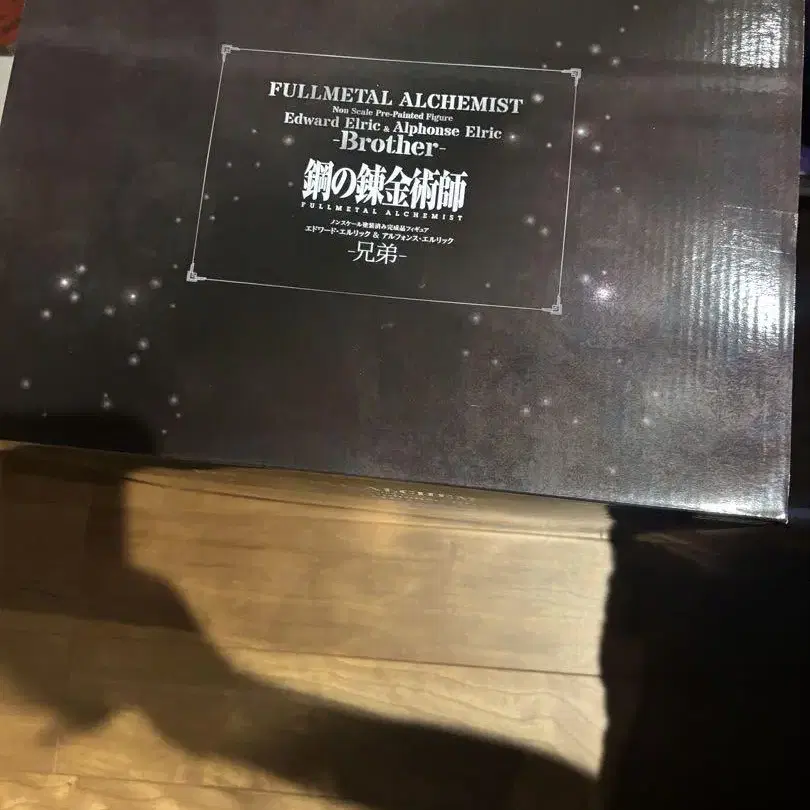 FULLMETAL ALCHEMIST
Non Scale Pre-Painted Figure
Edward Elric & Alphonse Elric
-Brother-
鋼の錬金術師
FULLMETAL ALCHEMIST
ノンスケール塗装済み完成品フィギュア
エドワード・エルリック & アルフォンス・エルリック
-兄弟-